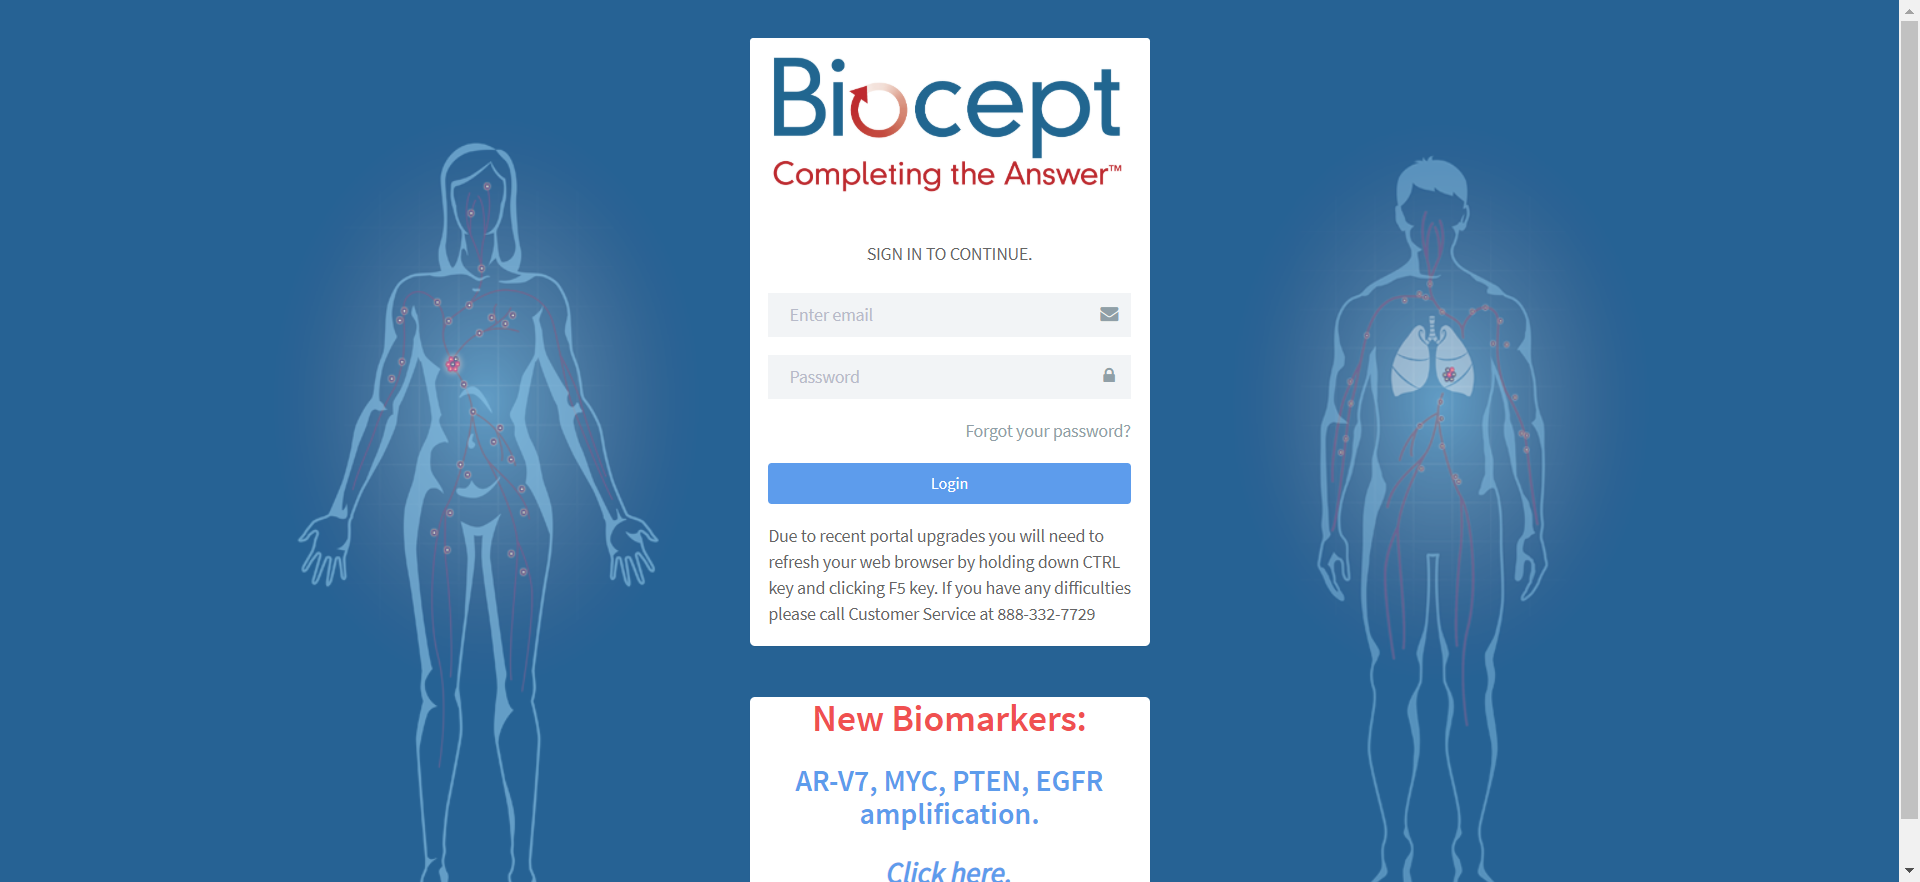 Biocept
Completing the Answer™
SIGN IN TO CONTINUE.
Enter email
Password
Forgot your password?
Login
Due to recent portal upgrades you will need to
refresh your web browser by holding down CTRL
key and clicking F5 key. If you have any difficulties
please call Customer Service at 888-332-7729
New Biomarkers:
AR-V7, MYC, PTEN, EGFR
amplification.
Click here.